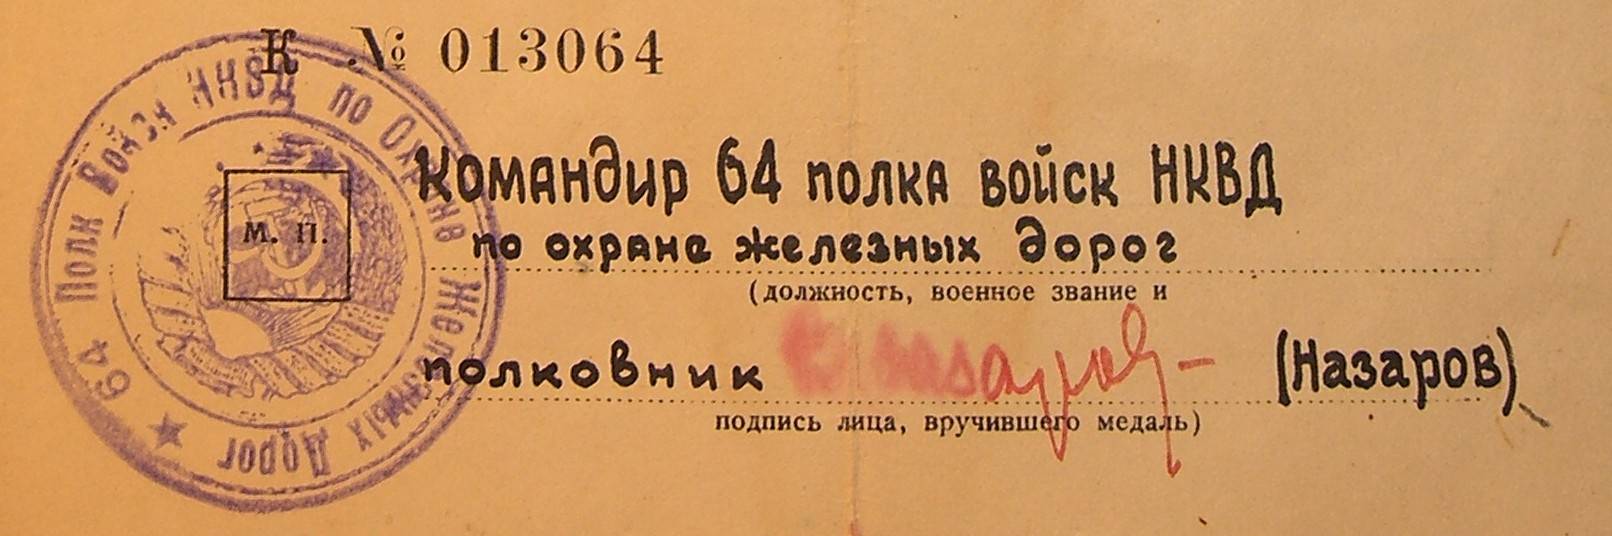 К № 013064
64 Полк Войск НКВД по Охране Железных Дорог
М. П.
Командир 64 полка войск НКВД
по охране железных дорог
(должность, военное звание и
полковник Назаров (Назаров)
подпись лица, вручившего медаль)